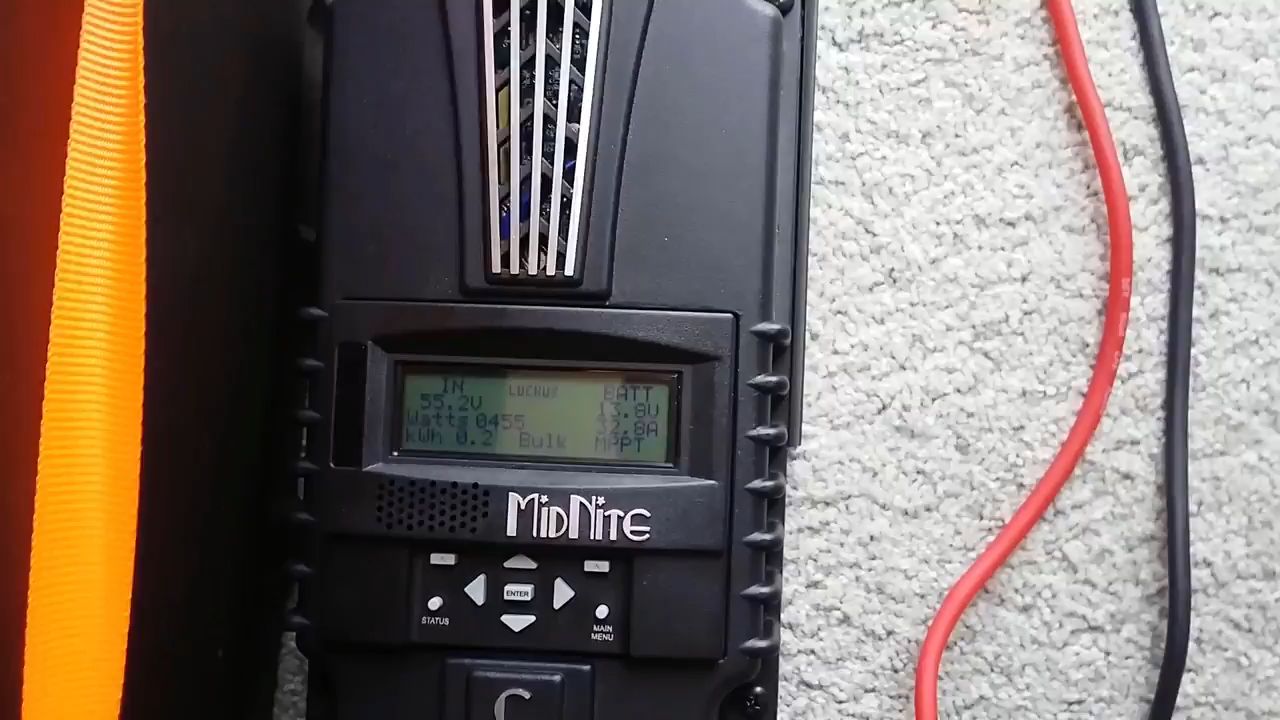 IN BATT
55.2V 13.8V
Watts 0455 32.8A
kWh 0.2 Bulk MPPT
MIDNITE
ENTER
STATUS
MAIN
MENU
C